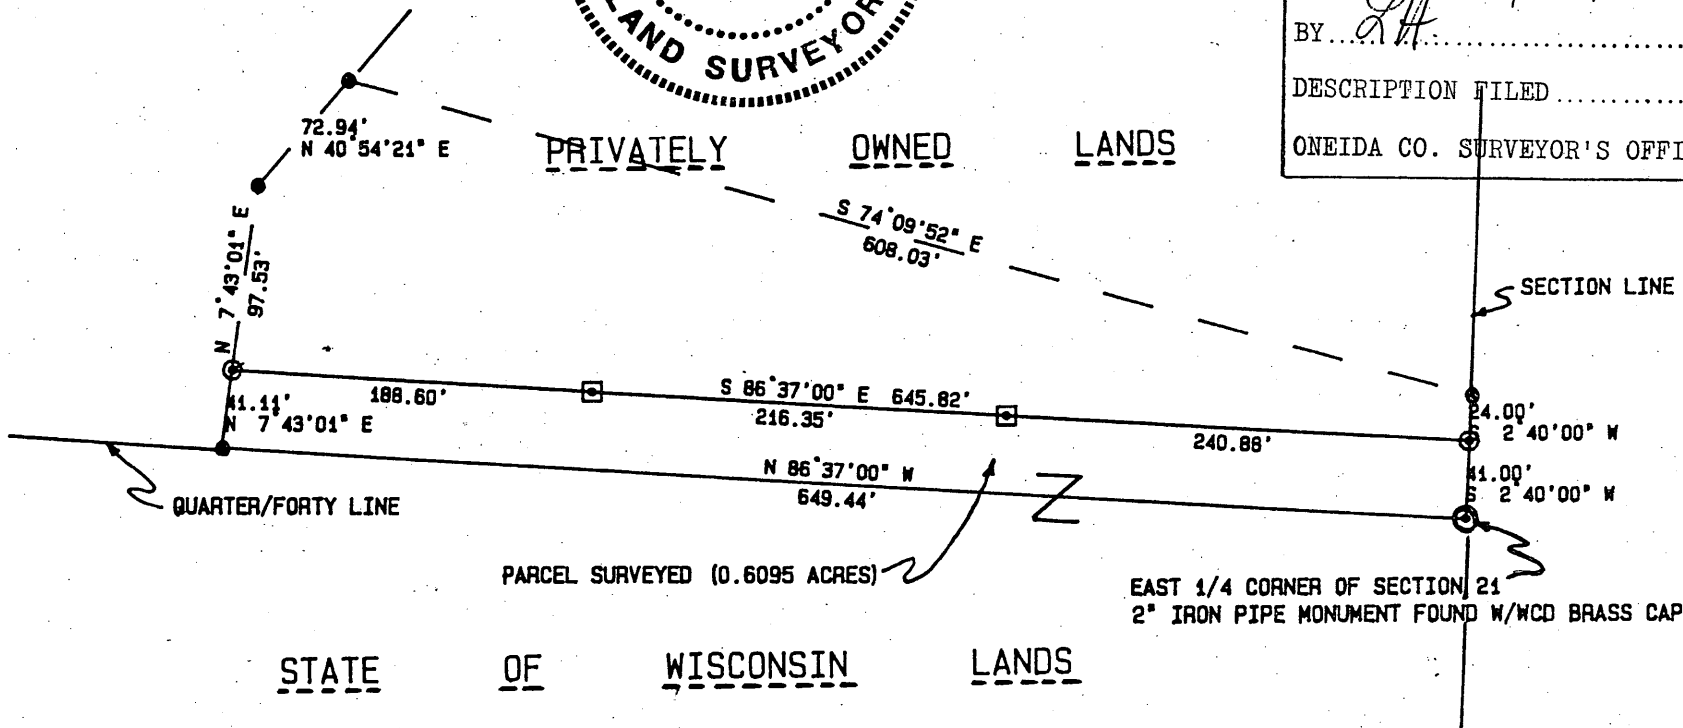 LAND SURVEYOR
BY
DESCRIPTION FILED
ONEIDA CO. SURVEYOR'S
72.94'
N 40°54'21" E
PRIVATELY OWNED LANDS
N 7°43'01" E
97.53'
S 74°09'52" E
608.03'
SECTION LINE
188.60'
S 86°37'00" E 645.82'
216.35'
240.88'
24.00'
S 2°40'00" W
41.11'
N 7°43'01" E
N 86°37'00" W
649.44'
41.00'
S 2°40'00" W
QUARTER/FORTY LINE
PARCEL SURVEYED (0.6095 ACRES)
EAST 1/4 CORNER OF SECTION 21
2" IRON PIPE MONUMENT FOUND W/WCD BRASS CAP
STATE OF WISCONSIN LANDS